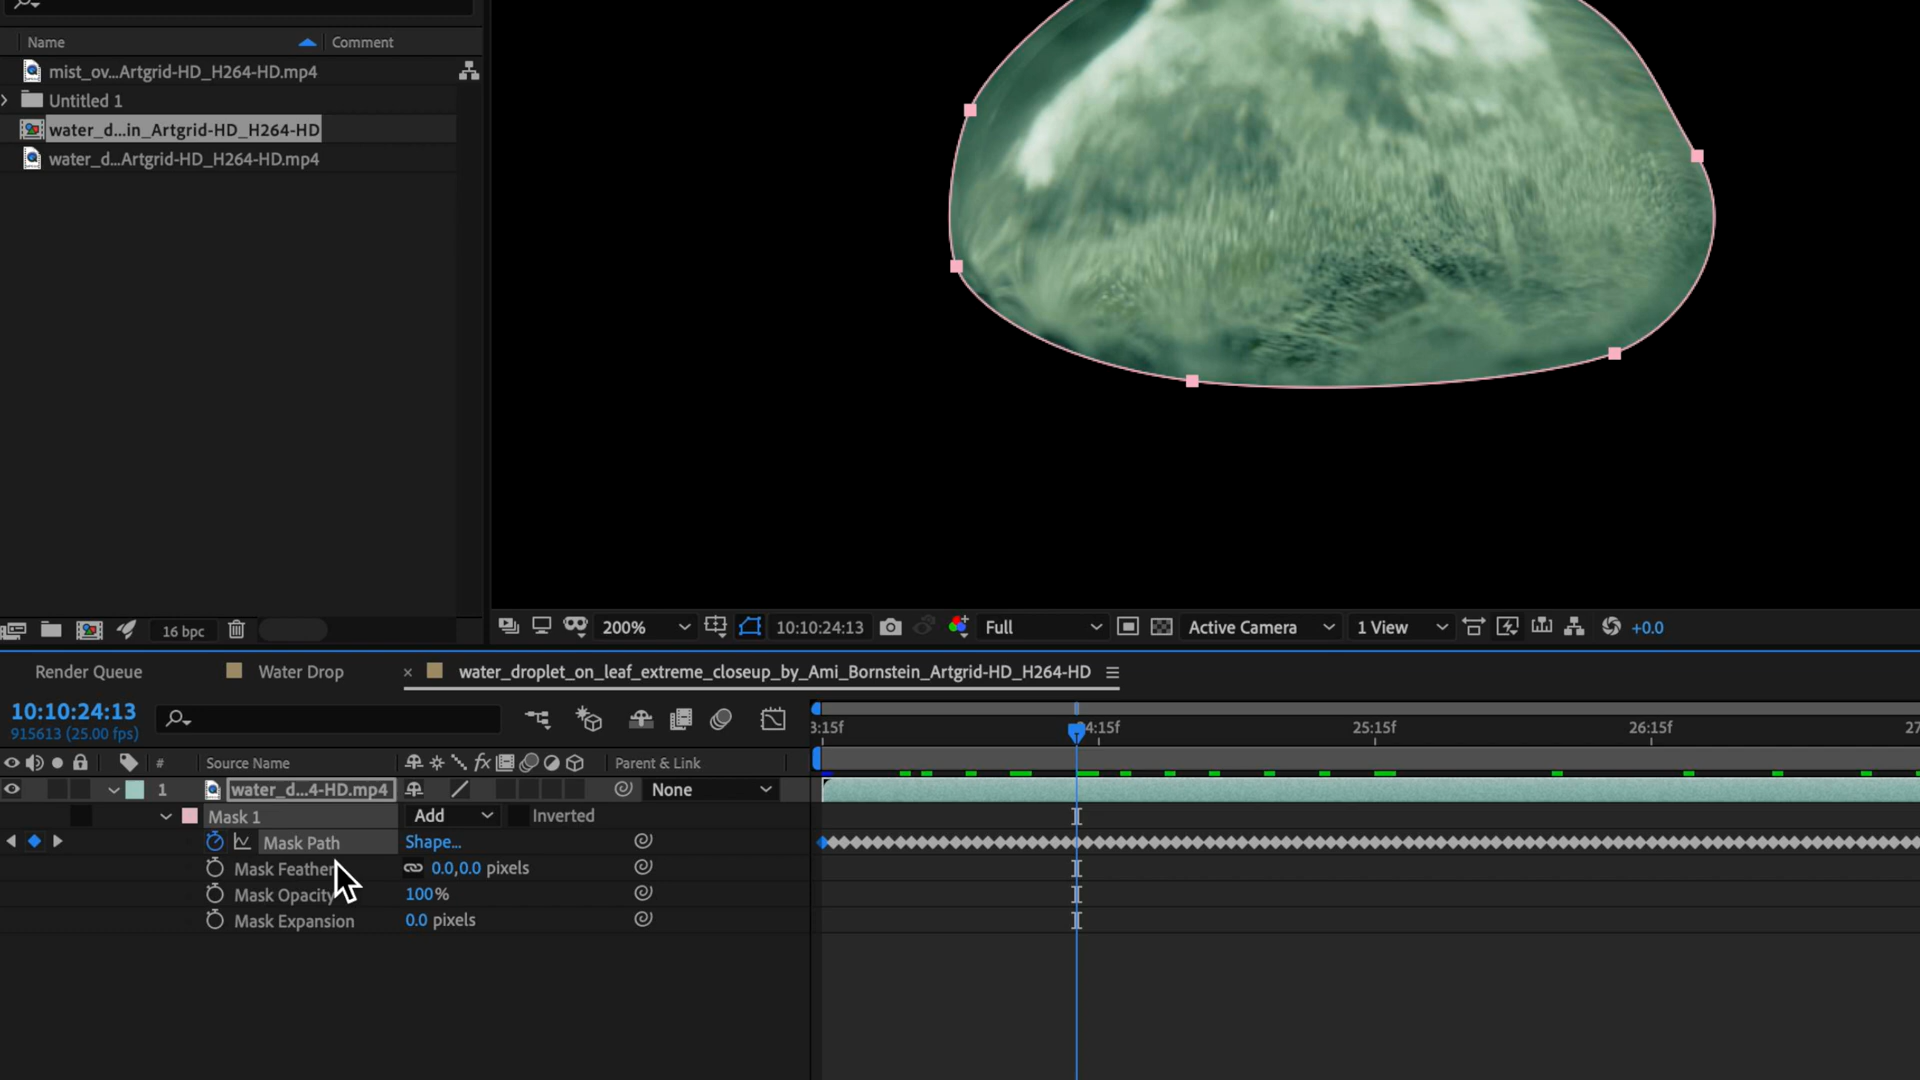 Name Comment
mist_ov...Artgrid-HD_H264-HD.mp4
Untitled 1
water_d...in_Artgrid-HD_H264-HD
water_d...Artgrid-HD_H264-HD.mp4
16 bpc
200% 10:10:24:13 Full Active Camera 1 View +0.0
Render Queue Water Drop × water_droplet_on_leaf_extreme_closeup_by_Ami_Bornstein_Artgrid-HD_H264-HD
10:10:24:13
915613 (25.00 fps)
3:15f 4:15f 25:15f 26:15f 27
# Source Name fx Parent & Link
1 water_d...4-HD.mp4 None
Mask 1 Add Inverted
Mask Path Shape...
Mask Feather 0.0,0.0 pixels
Mask Opacity 100%
Mask Expansion 0.0 pixels